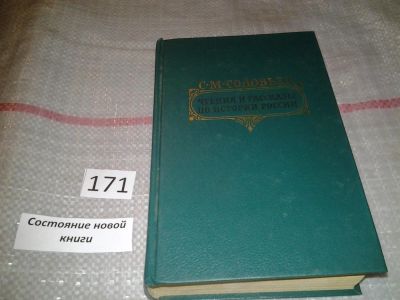 С·М·СОЛОВЬЕВ
ЧТЕНИЯ И РАССКАЗЫ
ПО ИСТОРИИ РОССИИ
171
Состояние новой
книги